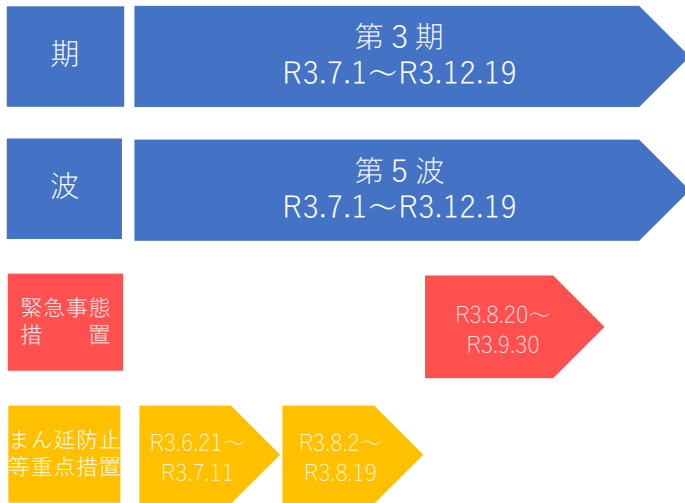 期
第３期
R3.7.1～R3.12.19
波
第５波
R3.7.1～R3.12.19
緊急事態
措　　置
R3.8.20～
R3.9.30
まん延防止
等重点措置
R3.6.21～
R3.7.11
R3.8.2～
R3.8.19